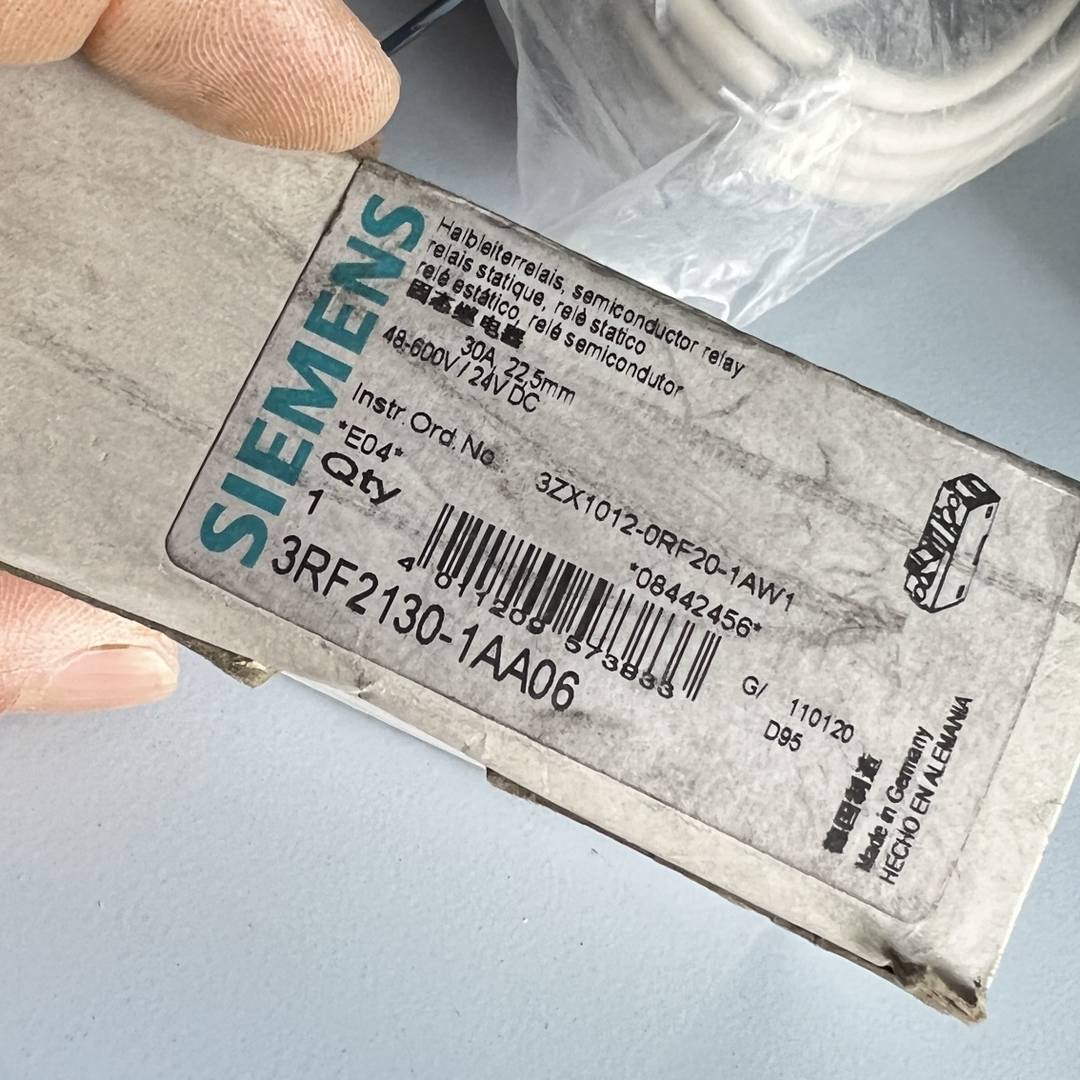 SIEMENS
Halbleiterrelais, semiconductor relay
relais statique, relè statico
relé estático, relé semicondutor
固态继电器
30A, 22,5mm
48-600V / 24V DC
Instr.Ord.No.: 3ZX1012-0RF20-1AW1
*E04* *08442456*
Qty
1
4 011209 573833
3RF2130-1AA06
G/ 110120
D95
德国制造
Made in Germany
HECHO EN ALEMANIA